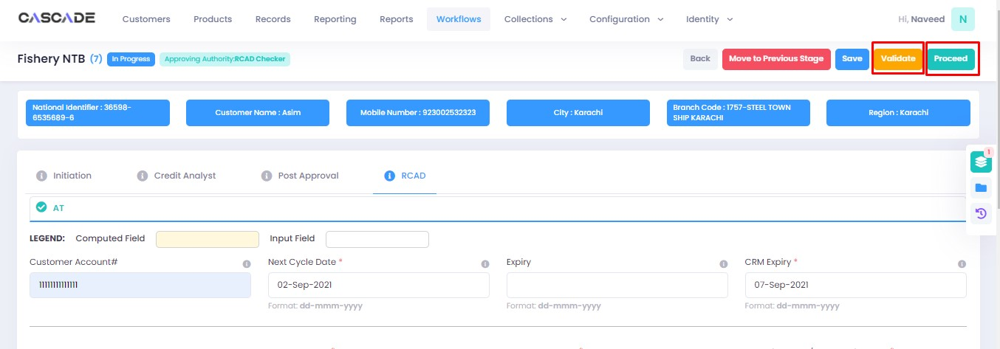 CASCADE
Customers Products Records Reporting Reports Workflows Collections Configuration Identity Hi, Naveed N
Fishery NTB (7) In Progress Approving Authority:RCAD Checker Back Move to Previous Stage Save Validate Proceed
National Identifier : 36598-
6535689-6
Customer Name : Asim
Mobile Number : 923002532323
City : Karachi
Branch Code : 1757-STEEL TOWN
SHIP KARACHI
Region : Karachi
1
Initiation Credit Analyst Post Approval RCAD
AT
LEGEND: Computed Field Input Field
Customer Account# Next Cycle Date * Expiry CRM Expiry *
11111111111111 02-Sep-2021 07-Sep-2021
Format: dd-mmm-yyyy Format: dd-mmm-yyyy Format: dd-mmm-yyyy